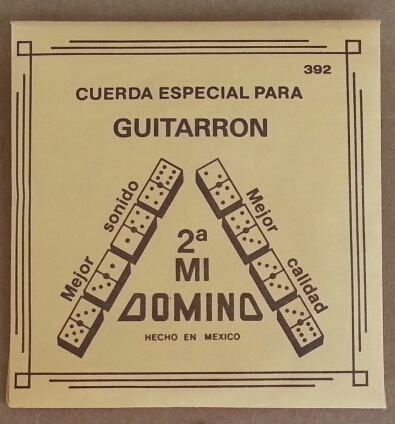 392
CUERDA ESPECIAL PARA
GUITARRON
Mejor sonido
Mejor calidad
2ª
MI
DOMINO
HECHO EN MEXICO